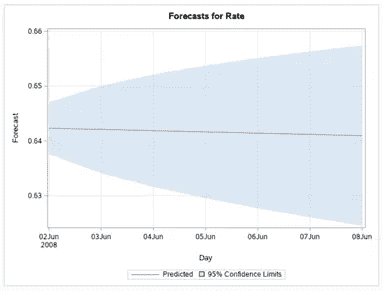 Forecasts for Rate
0.66
0.65
0.64
0.63
Forecast
02Jun 03Jun 04Jun 05Jun 06Jun 07Jun 08Jun
2008
Day
Predicted 95% Confidence Limits